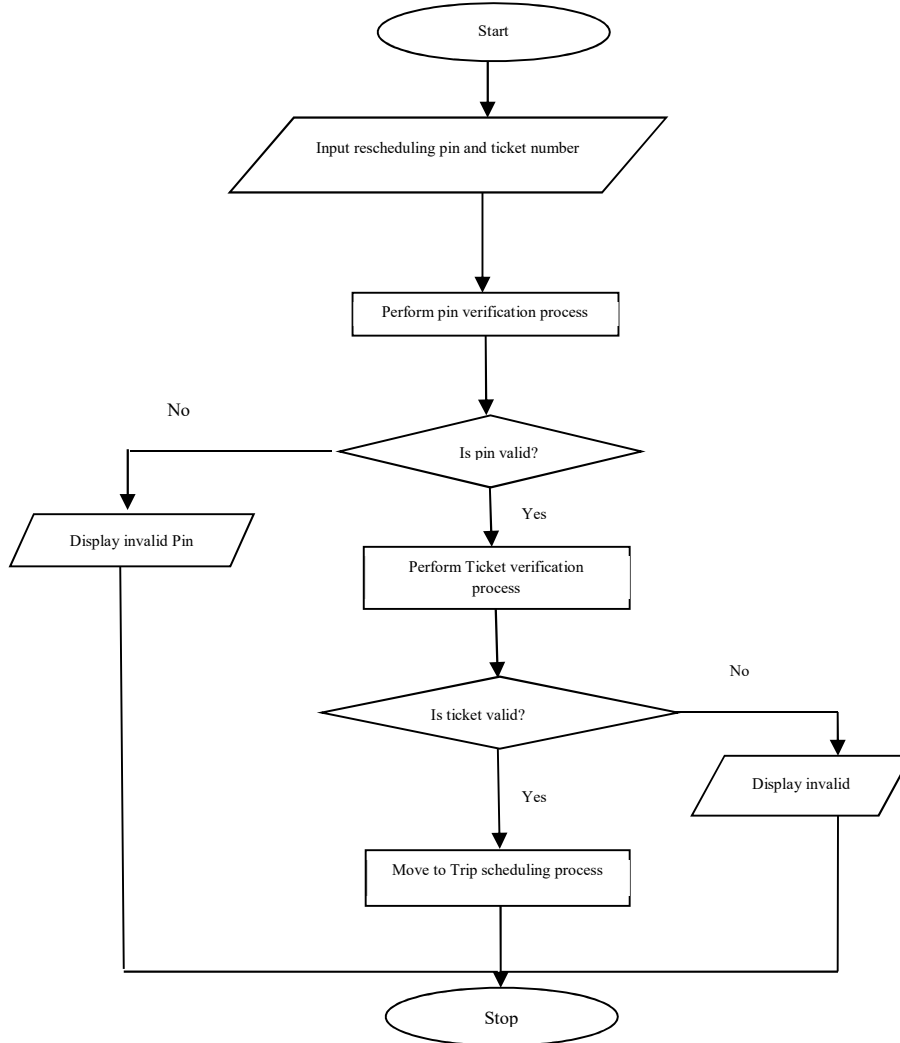 Start
Input rescheduling pin and ticket number
Perform pin verification process
No
Is pin valid?
Yes
Display invalid Pin
Perform Ticket verification
process
No
Is ticket valid?
Display invalid
Yes
Move to Trip scheduling process
Stop